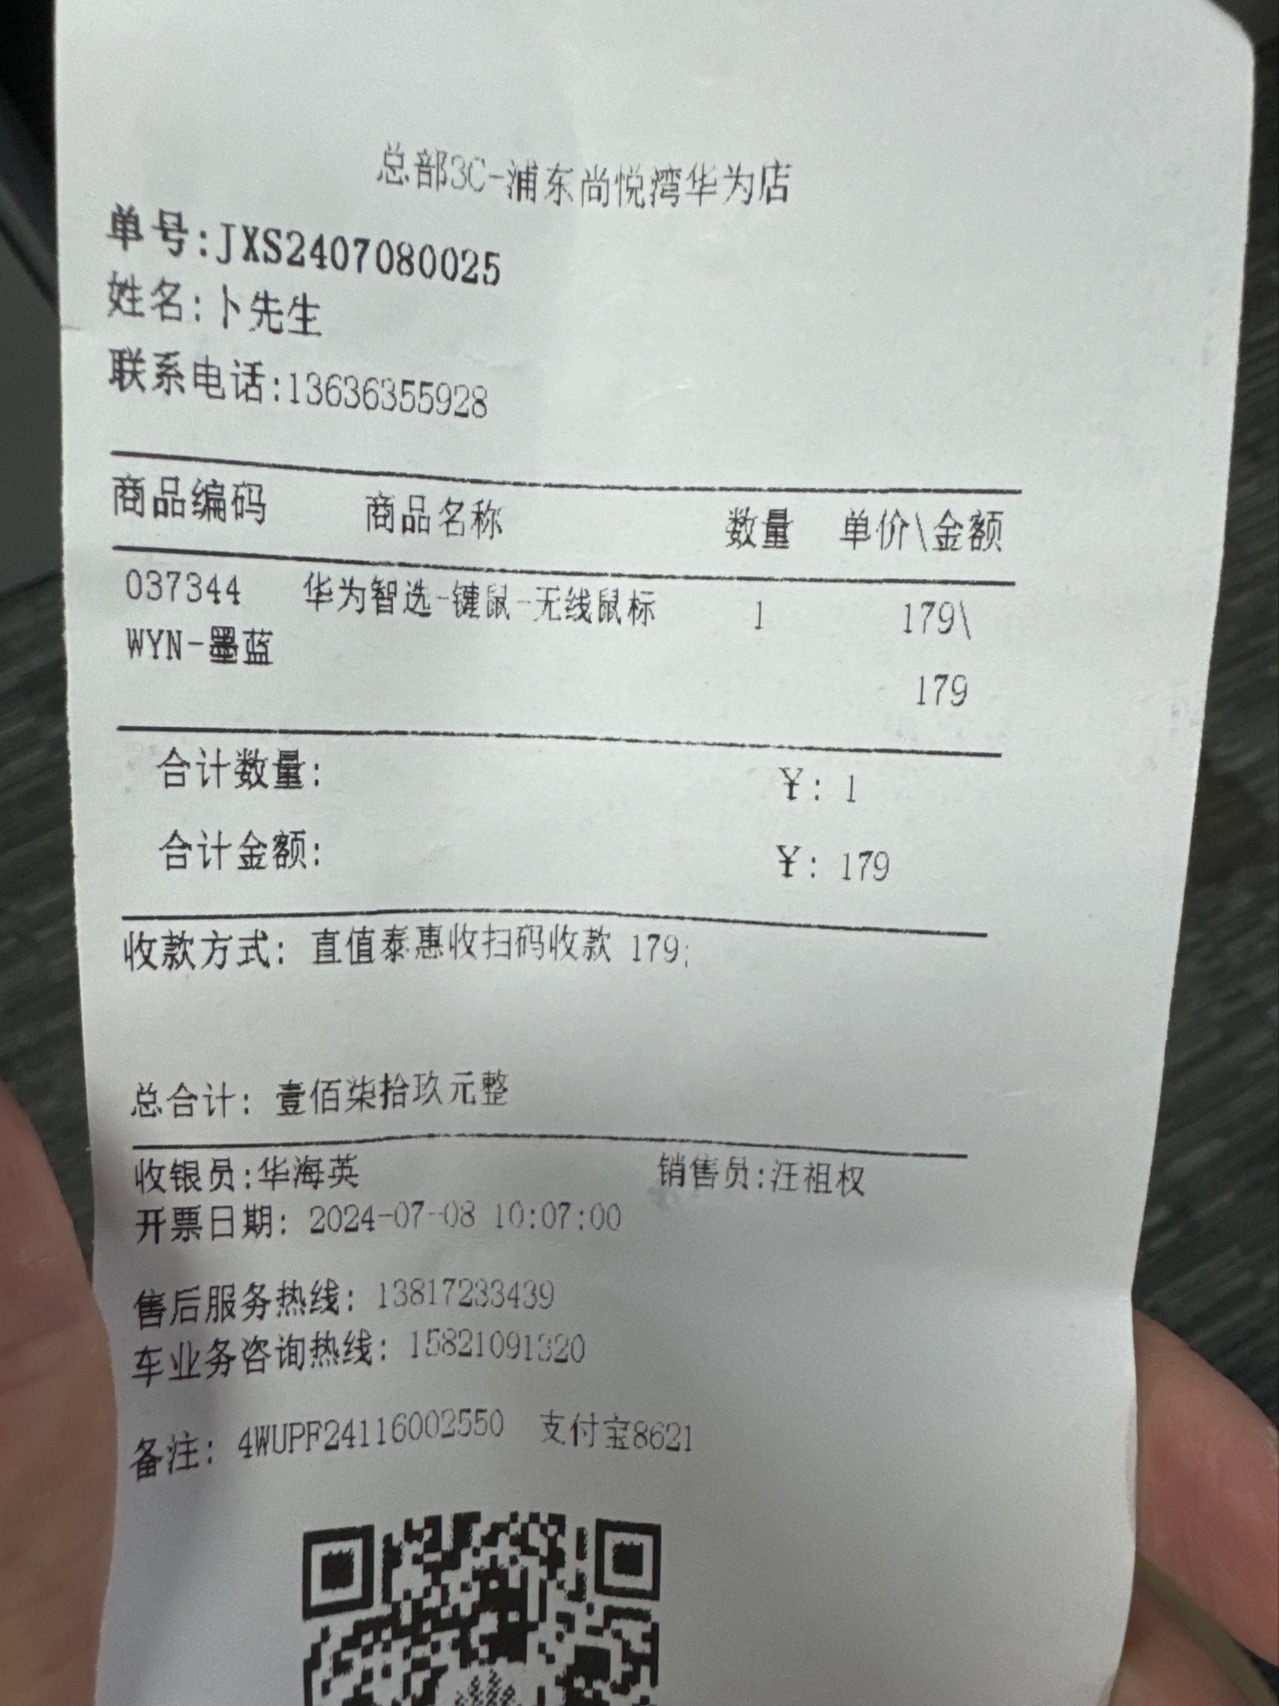 总部3C-浦东尚悦湾华为店
单号:JXS2407080025
姓名:卜先生
联系电话:13636355928
商品编码 商品名称 数量 单价\金额
037344 华为智选-键鼠-无线鼠标 1 179\
WYN-墨蓝
179
合计数量: ¥: 1
合计金额: ¥: 179
收款方式: 直值泰惠收扫码收款 179;
总合计: 壹佰柒拾玖元整
收银员:华海英 销售员:汪祖权
开票日期: 2024-07-08 10:07:00
售后服务热线: 13817233439
车业务咨询热线: 15821091320
备注: 4WUPF24116002550 支付宝8621